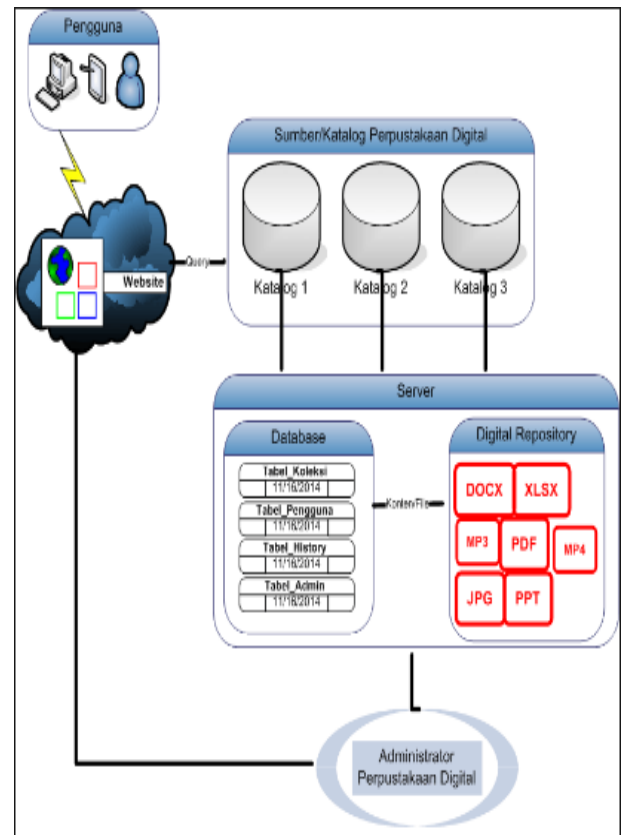 Pengguna
Sumber/Katalog Perpustakaan Digital
Katalog 1
Katalog 2
Katalog 3
Website
Query
Server
Database
Tabel_Koleksi
11/16/2014
Tabel_Pengguna
11/16/2014
Tabel_History
11/16/2014
Tabel_Admin
11/16/2014
Konten/File
Digital Repository
DOCX
XLSX
MP3
PDF
MP4
JPG
PPT
Administrator
Perpustakaan Digital